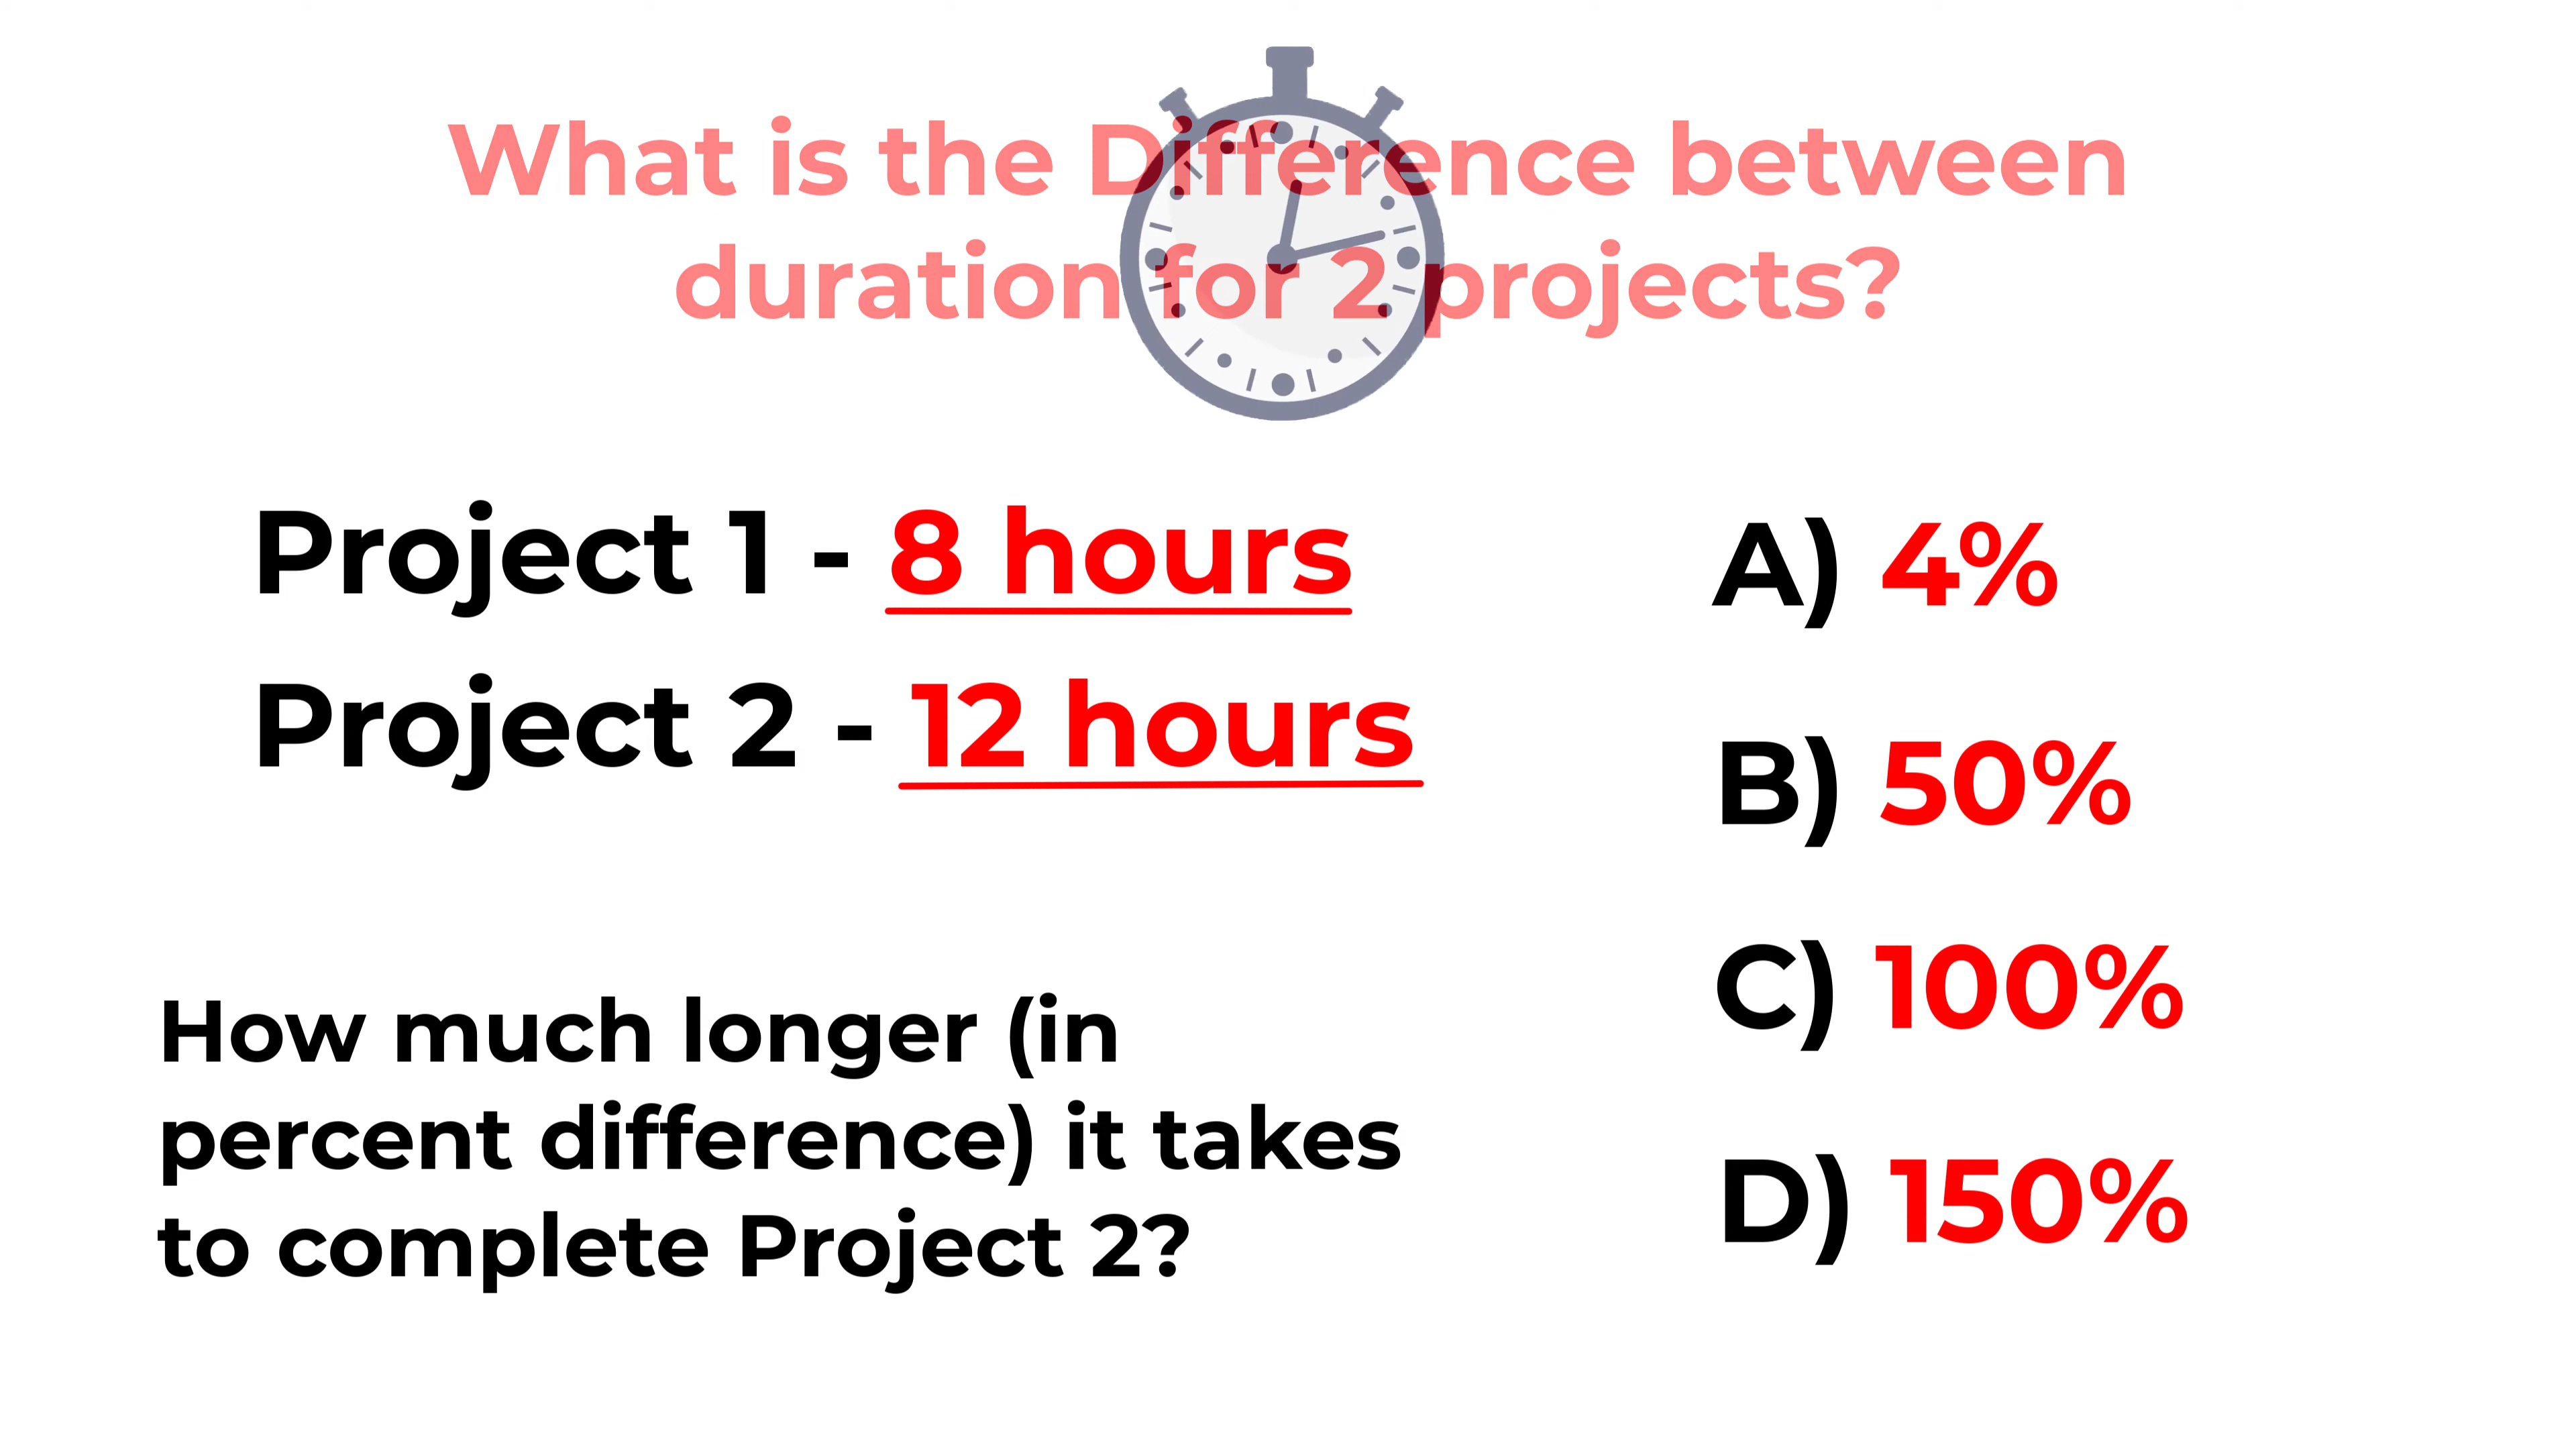 What is the Difference between
duration for 2 projects?
Project 1 - 8 hours
Project 2 - 12 hours
How much longer (in
percent difference) it takes
to complete Project 2?
A) 4%
B) 50%
C) 100%
D) 150%